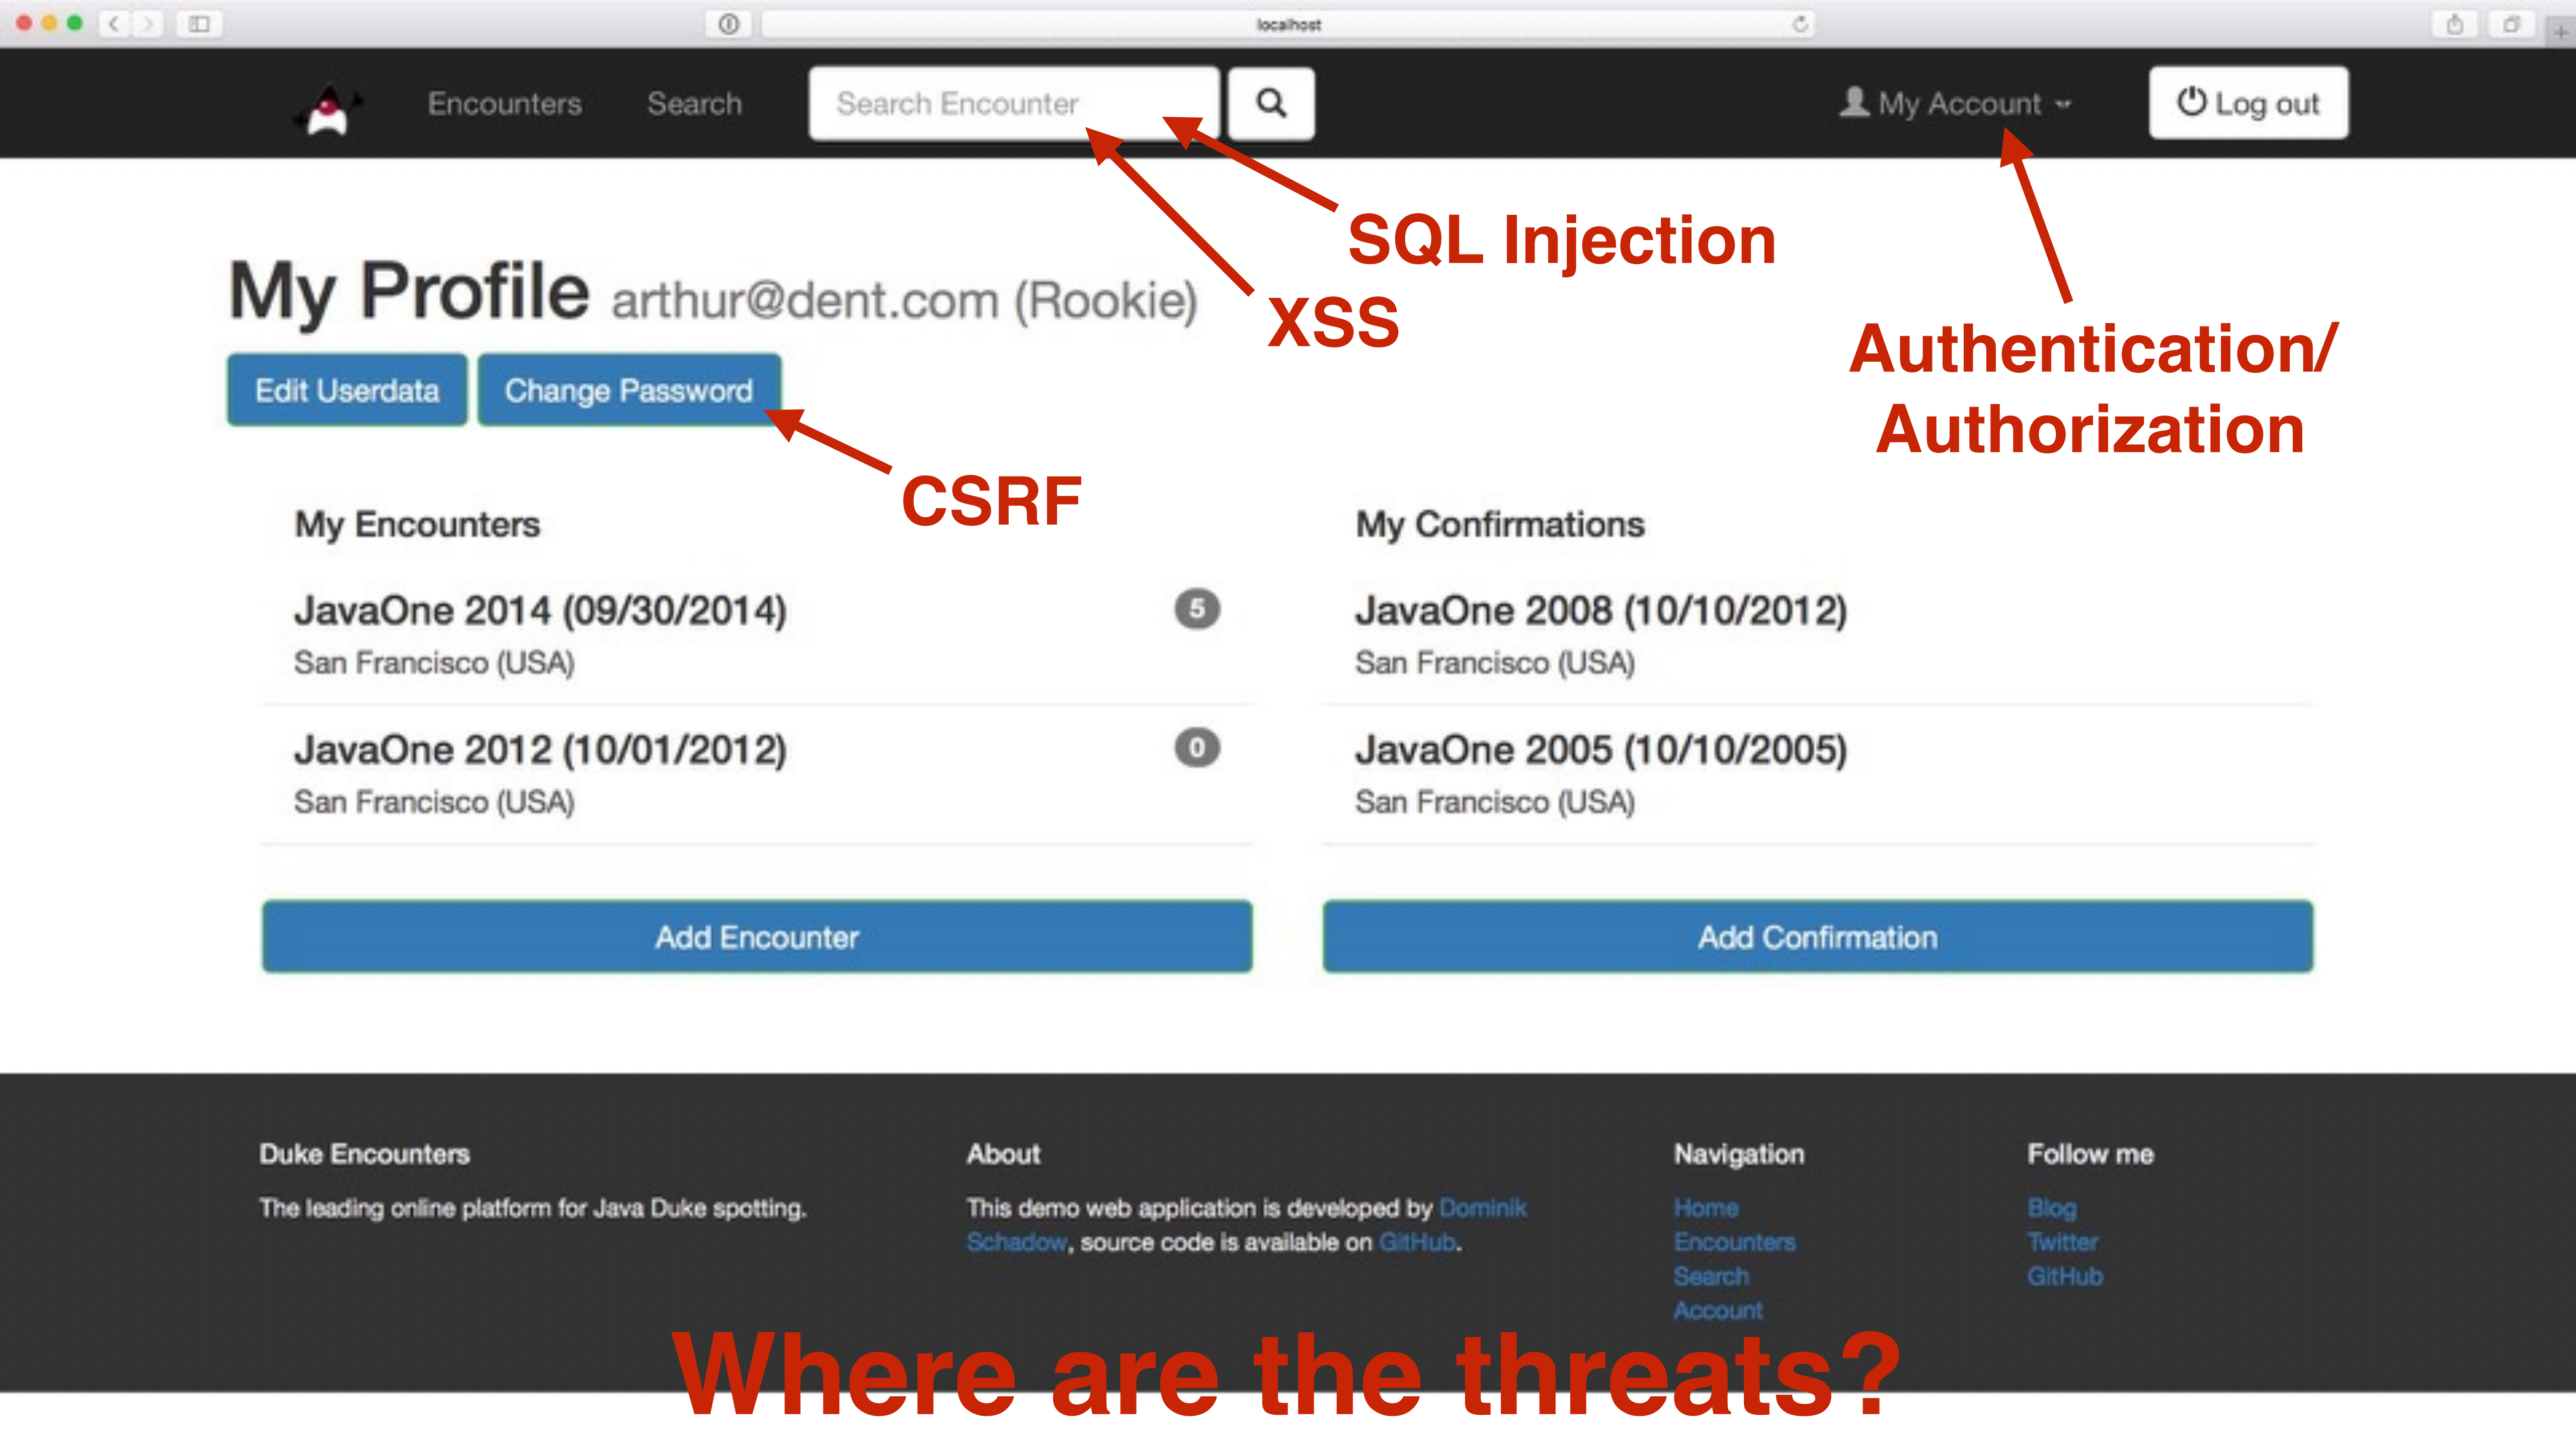 localhost
Encounters Search Search Encounter My Account Log out
SQL Injection
My Profile arthur@dent.com (Rookie)
XSS
Authentication/
Authorization
Edit Userdata Change Password
CSRF
My Encounters
JavaOne 2014 (09/30/2014) 5
San Francisco (USA)
JavaOne 2012 (10/01/2012) 0
San Francisco (USA)
Add Encounter
My Confirmations
JavaOne 2008 (10/10/2012)
San Francisco (USA)
JavaOne 2005 (10/10/2005)
San Francisco (USA)
Add Confirmation
Duke Encounters
The leading online platform for Java Duke spotting.
About
This demo web application is developed by Dominik
Schadow, source code is available on GitHub.
Navigation
Home
Encounters
Search
Account
Follow me
Blog
Twitter
GitHub
Where are the threats?